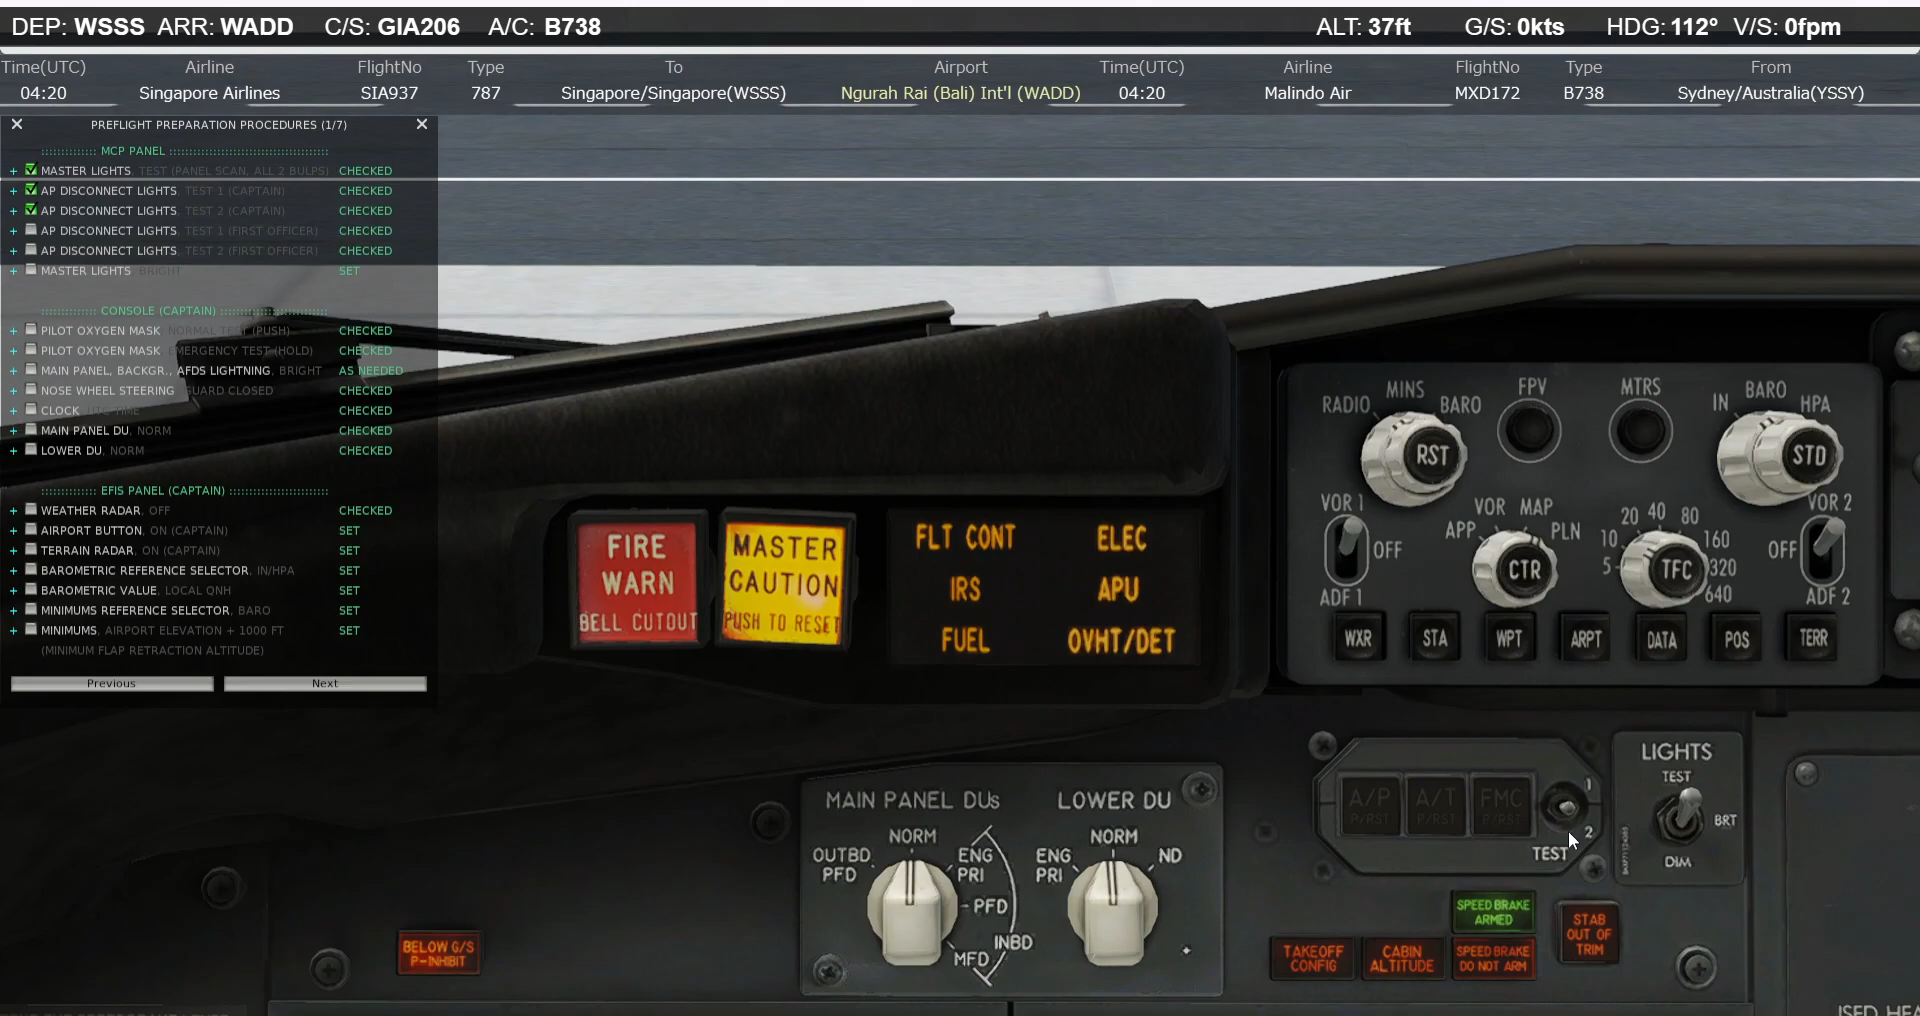 DEP: WSSS ARR: WADD C/S: GIA206 A/C: B738 ALT: 37ft G/S: 0kts HDG: 112° V/S: 0fpm
Time(UTC) Airline FlightNo Type To Airport Time(UTC) Airline FlightNo Type From
04:20 Singapore Airlines SIA937 787 Singapore/Singapore(WSSS) Ngurah Rai (Bali) Int'l (WADD) 04:20 Malindo Air MXD172 B738 Sydney/Australia(YSSY)
PREFLIGHT PREPARATION PROCEDURES (1/7)
MCP PANEL
+ MASTER LIGHTS, TEST (PANEL SCAN, ALL 2 BULPS) CHECKED
+ AP DISCONNECT LIGHTS, TEST 1 (CAPTAIN) CHECKED
+ AP DISCONNECT LIGHTS, TEST 2 (CAPTAIN) CHECKED
+ AP DISCONNECT LIGHTS, TEST 1 (FIRST OFFICER) CHECKED
+ AP DISCONNECT LIGHTS, TEST 2 (FIRST OFFICER) CHECKED
+ MASTER LIGHTS, BRIGHT SET
CONSOLE (CAPTAIN)
+ PILOT OXYGEN MASK, NORMAL TEST (PUSH) CHECKED
+ PILOT OXYGEN MASK, EMERGENCY TEST (HOLD) CHECKED
+ MAIN PANEL, BACKGR., AFDS LIGHTNING, BRIGHT AS NEEDED
+ NOSE WHEEL STEERING, GUARD CLOSED CHECKED
+ CLOCK, UTC TIME CHECKED
+ MAIN PANEL DU, NORM CHECKED
+ LOWER DU, NORM CHECKED
EFIS PANEL (CAPTAIN)
+ WEATHER RADAR, OFF CHECKED
+ AIRPORT BUTTON, ON (CAPTAIN) SET
+ TERRAIN RADAR, ON (CAPTAIN) SET
+ BAROMETRIC REFERENCE SELECTOR, IN/HPA SET
+ BAROMETRIC VALUE, LOCAL QNH SET
+ MINIMUMS REFERENCE SELECTOR, BARO SET
+ MINIMUMS, AIRPORT ELEVATION + 1000 FT SET
(MINIMUM FLAP RETRACTION ALTITUDE)
Previous Next
FIRE
WARN
BELL CUTOUT
MASTER
CAUTION
PUSH TO RESET
FLT CONT ELEC
IRS APU
FUEL OVHT/DET
MINS FPV MTRS BARO
RADIO BARO IN HPA
RST STD
VOR 1 VOR MAP 20 40 80 VOR 2
APP PLN 10 160
OFF OFF
CTR 5 TFC 320
ADF 1 640 ADF 2
WXR STA WPT ARPT DATA POS TERR
MAIN PANEL DUs
NORM
OUTBD
PFD
ENG
PRI
PFD
INBD
MFD
LOWER DU
NORM
ENG
PRI
ND
A/P
P/RST
A/T
P/RST
FMC
P/RST
1
2
TEST
LIGHTS
TEST
BRT
DIM
BELOW G/S
P-INHIBIT
TAKEOFF
CONFIG
CABIN
ALTITUDE
SPEED BRAKE
ARMED
SPEED BRAKE
DO NOT ARM
STAB
OUT OF
TRIM